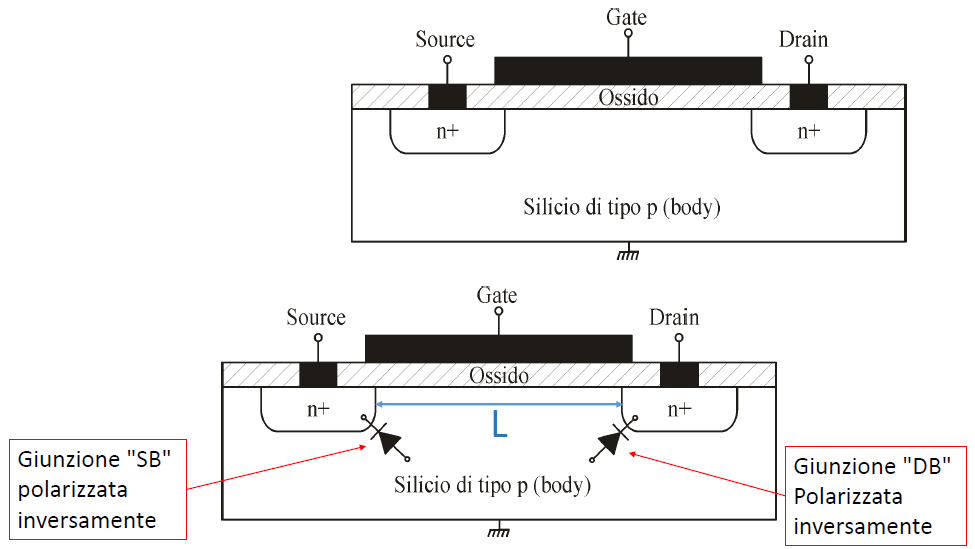 Gate
Source
Drain
Ossido
n+
n+
Silicio di tipo p (body)
Gate
Source
Drain
Ossido
n+
n+
L
Giunzione "SB"
polarizzata
inversamente
Silicio di tipo p (body)
Giunzione "DB"
Polarizzata
inversamente